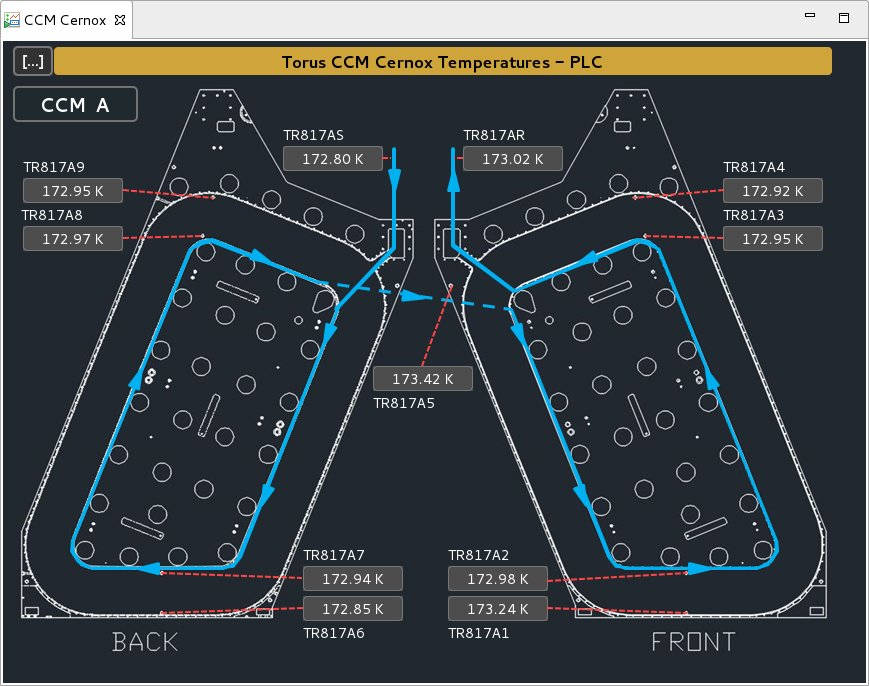 CCM Cernox
[...]
Torus CCM Cernox Temperatures - PLC
CCM A
TR817AS
172.80 K
TR817AR
173.02 K
TR817A9
172.95 K
TR817A4
172.92 K
TR817A8
172.97 K
TR817A3
172.95 K
173.42 K
TR817A5
TR817A7
172.94 K
TR817A2
172.98 K
172.85 K
TR817A6
173.24 K
TR817A1
BACK
FRONT